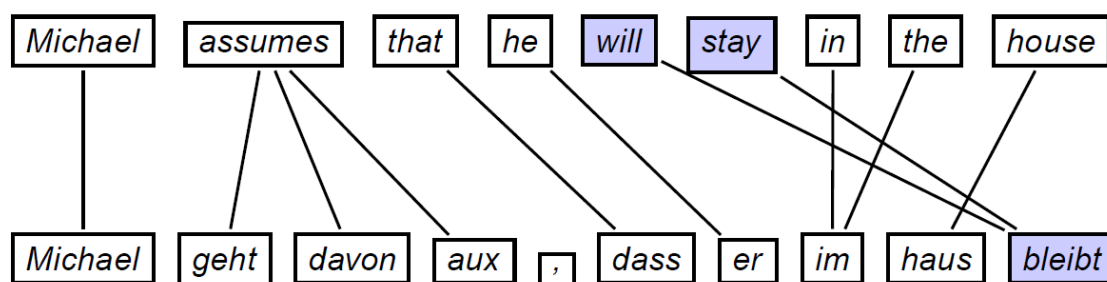 Michael assumes that he will stay in the house
Michael geht davon aux , dass er im haus bleibt